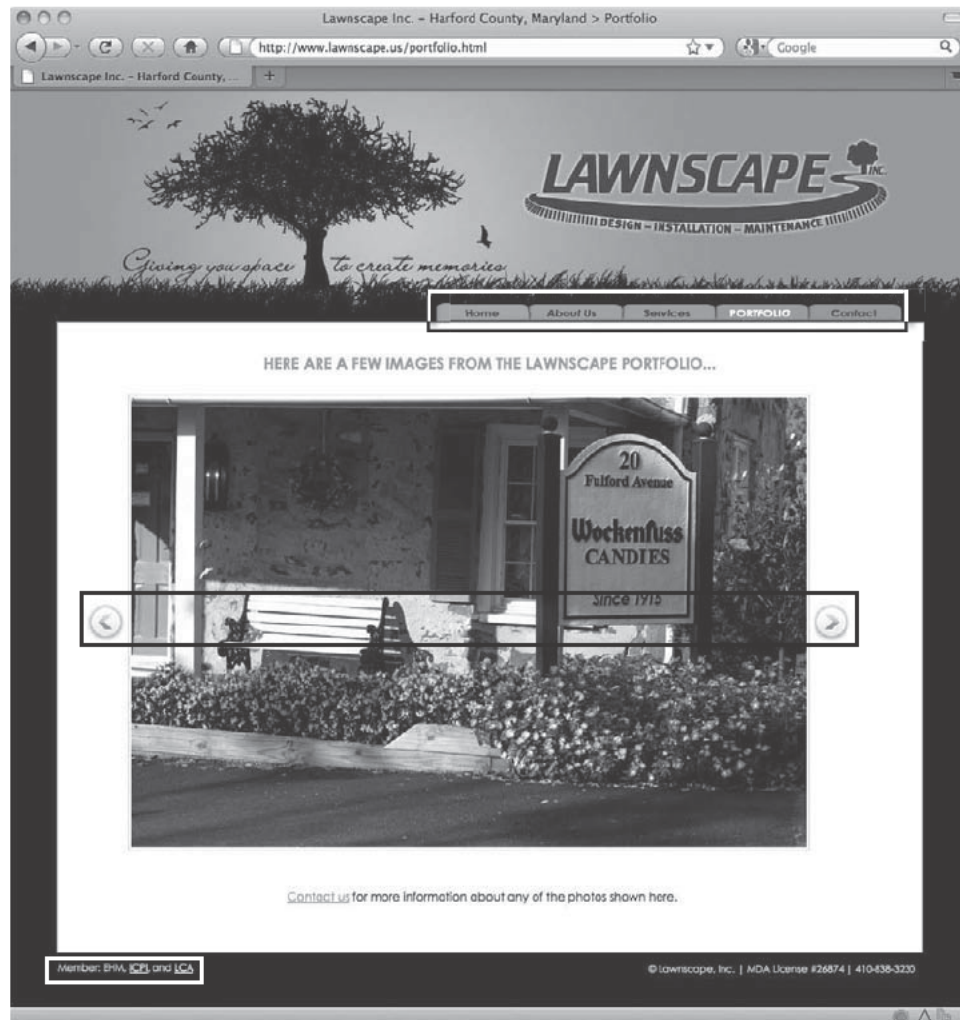 Lawnscape Inc. – Harford County, Maryland > Portfolio
http://www.lawnscape.us/portfolio.html
Google
Lawnscape Inc. – Harford County, ...
LAWNSCAPE INC.
DESIGN – INSTALLATION – MAINTENANCE
Giving you space to create memories
Home About Us Services PORTFOLIO Contact
HERE ARE A FEW IMAGES FROM THE LAWNSCAPE PORTFOLIO...
20
Fulford Avenue
Wockenfuss
CANDIES
Since 1915
Contact us for more information about any of the photos shown here.
Member: EHM, ICPI, and LCA
© Lawnscape, Inc. | MDA License #26874 | 410-838-3230